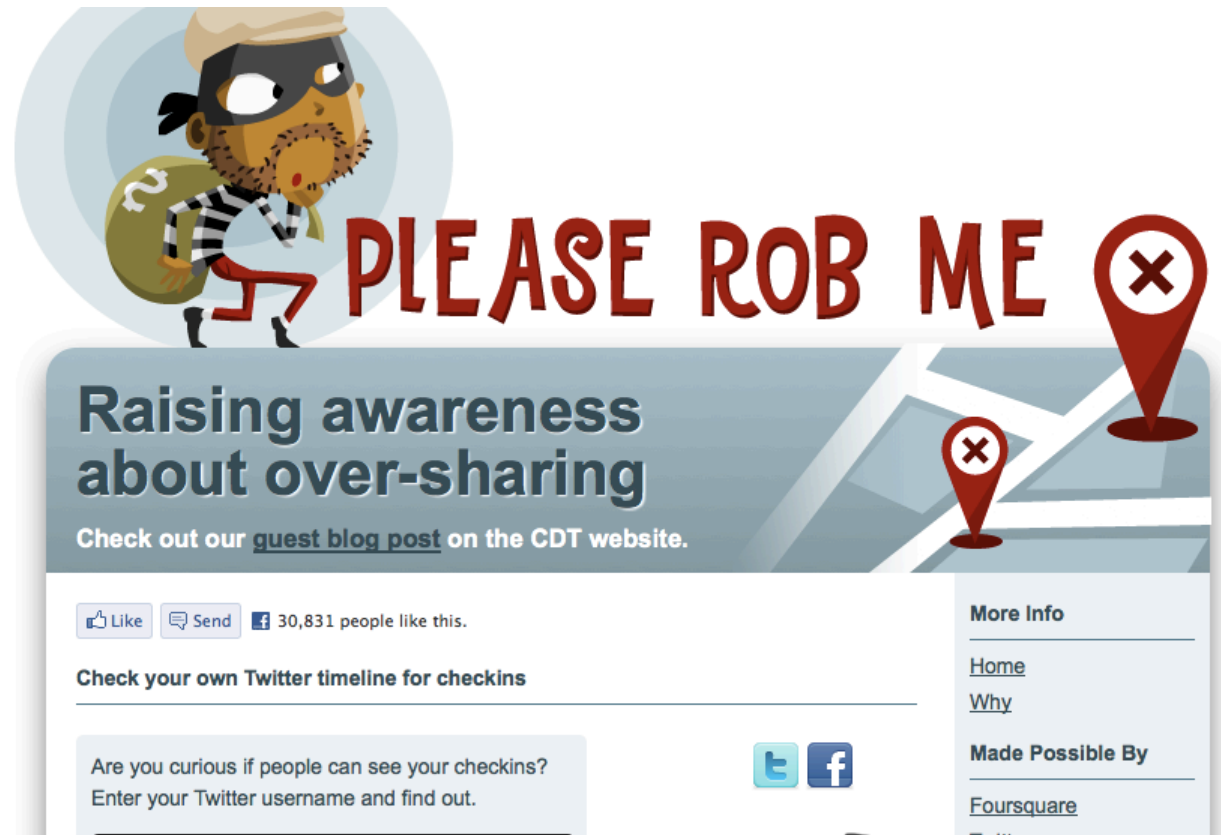 PLEASE ROB ME
Raising awareness
about over-sharing
Check out our guest blog post on the CDT website.
Like Send 30,831 people like this.
Check your own Twitter timeline for checkins
Are you curious if people can see your checkins?
Enter your Twitter username and find out.
More Info
Home
Why
Made Possible By
Foursquare